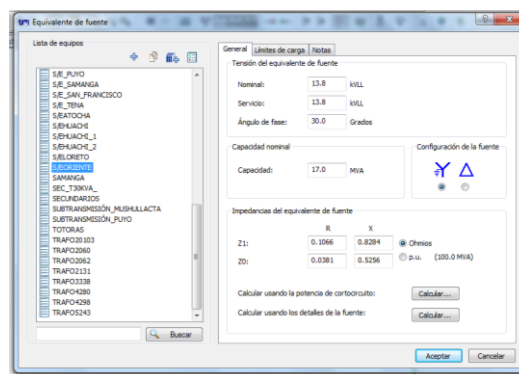 Equivalente de fuente
Lista de equipos
S/E_PUYO
S/E_SAMANGA
S/E_SAN_FRANCISCO
S/E_TENA
S/EATOCHA
S/EHUACHI
S/EHUACHI_1
S/EHUACHI_2
S/ELORETO
S/EORIENTE
SAMANGA
SEC_T30KVA_
SECUNDARIOS
SUBTRANSMISIÓN_MUSHULLACTA
SUBTRANSMISIÓN_PUYO
TOTORAS
TRAFO20103
TRAFO2060
TRAFO2062
TRAFO2131
TRAFO3338
TRAFO4280
TRAFO4298
TRAFO5243
Buscar
General Límites de carga Notas
Tensión del equivalente de fuente
Nominal: 13.8 kVLL
Servicio: 13.8 kVLL
Ángulo de fase: 30.0 Grados
Capacidad nominal
Capacidad: 17.0 MVA
Configuración de la fuente
Impedancias del equivalente de fuente
R X
Z1: 0.1066 0.8284 Ohmios
Z0: 0.0381 0.5256 p.u. (100.0 MVA)
Calcular usando la potencia de cortocircuito: Calcular...
Calcular usando los detalles de la fuente: Calcular...
Aceptar Cancelar